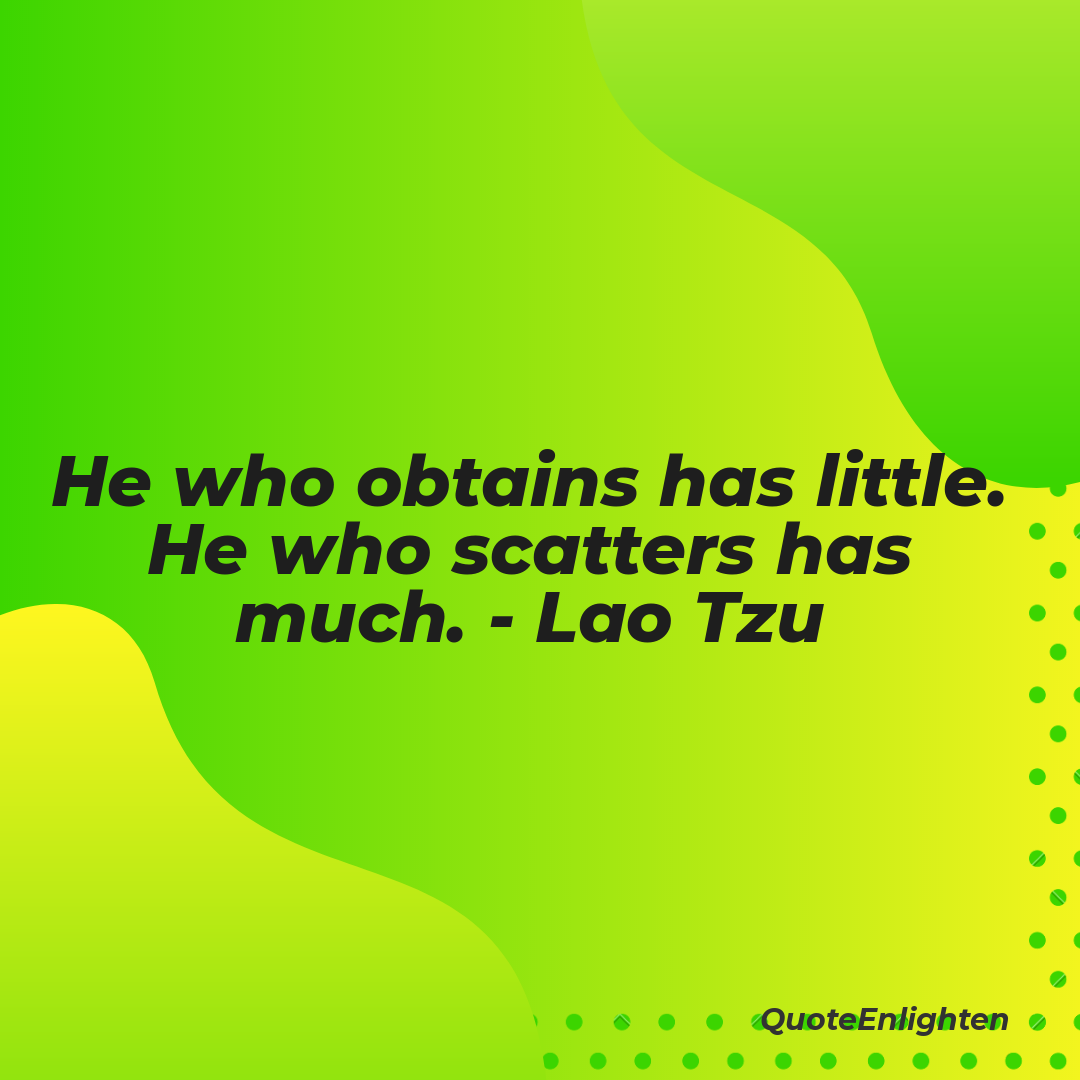 He who obtains has little.
He who scatters has
much. - Lao Tzu
QuoteEnlighten